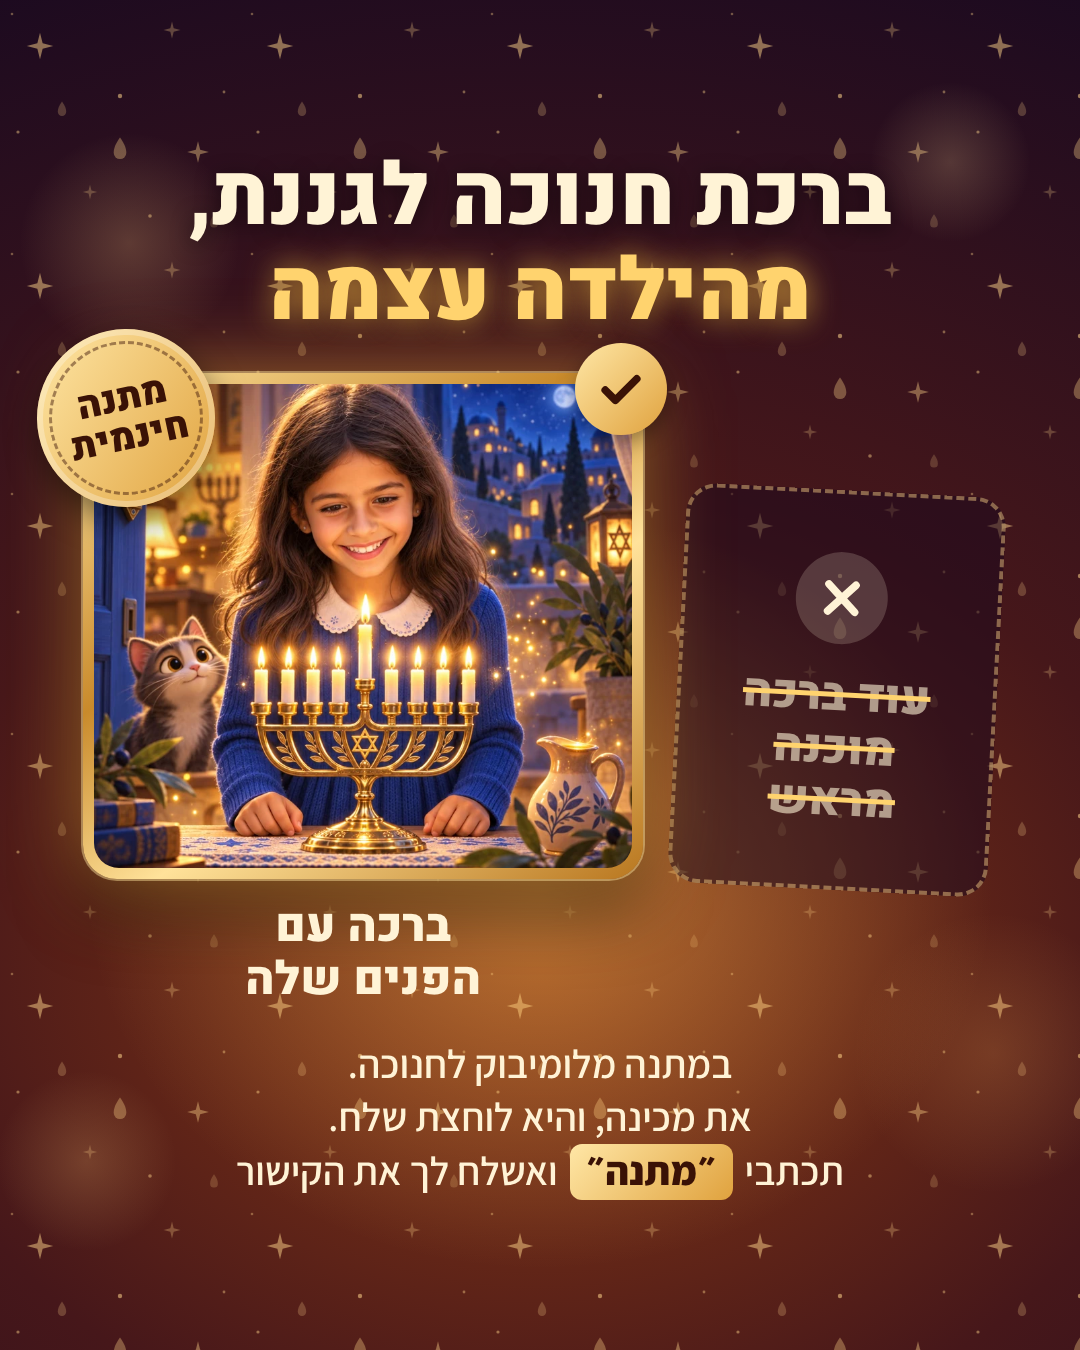 ברכת חנוכה לגננת,
מהילדה עצמה
מתנה
חינמית
עוד ברכה
מוכנה
מראש
ברכה עם
הפנים שלה
במתנה מלומיבוק לחנוכה.
את מכינה, והיא לוחצת שלח.
תכתבי ״מתנה״ ואשלח לך את הקישור